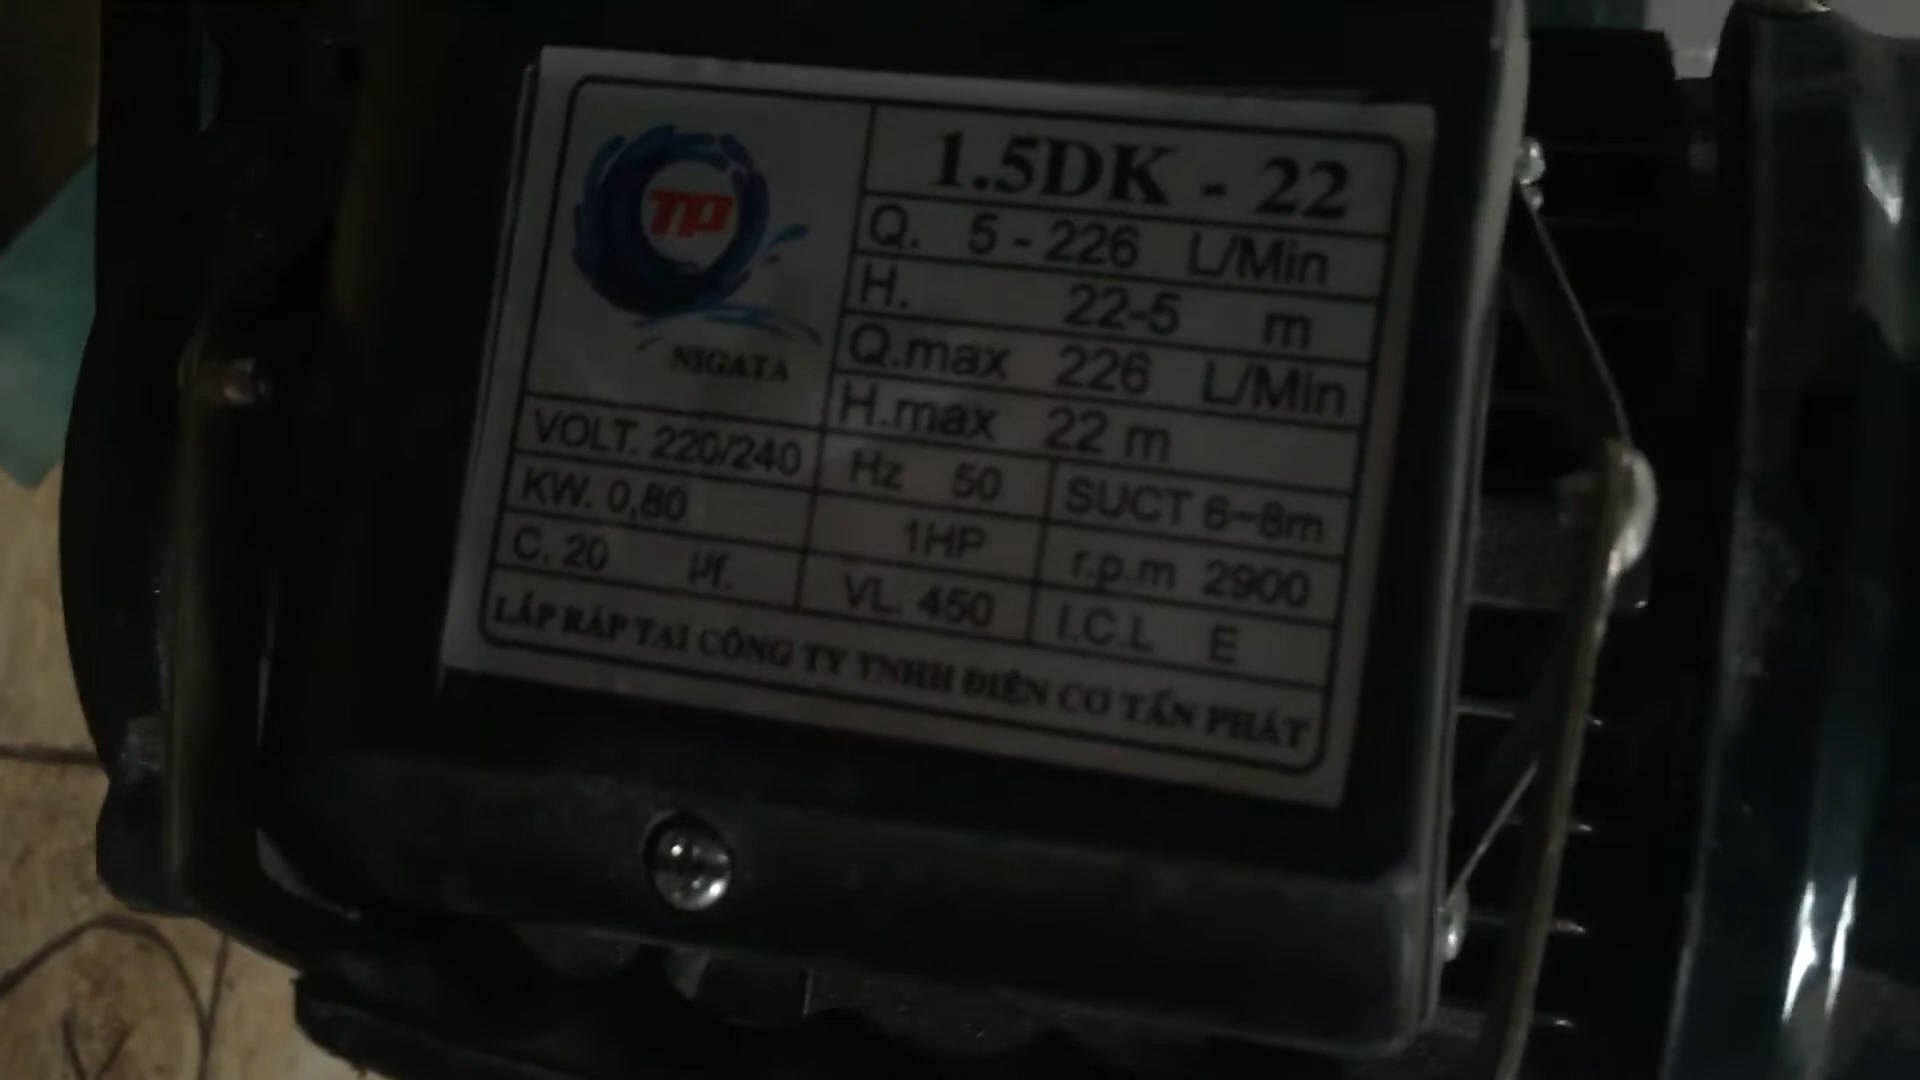 TP
NIGATA
1.5DK - 22
Q. 5 - 226 L/Min
H. 22-5 m
Q.max 226 L/Min
H.max 22 m
VOLT. 220/240 Hz 50 SUCT 6~8m
KW. 0,80 1HP r.p.m 2900
C. 20 µf. VL. 450 I.C.L E
LẮP RÁP TẠI CÔNG TY TNHH ĐIỆN CƠ TẤN PHÁT